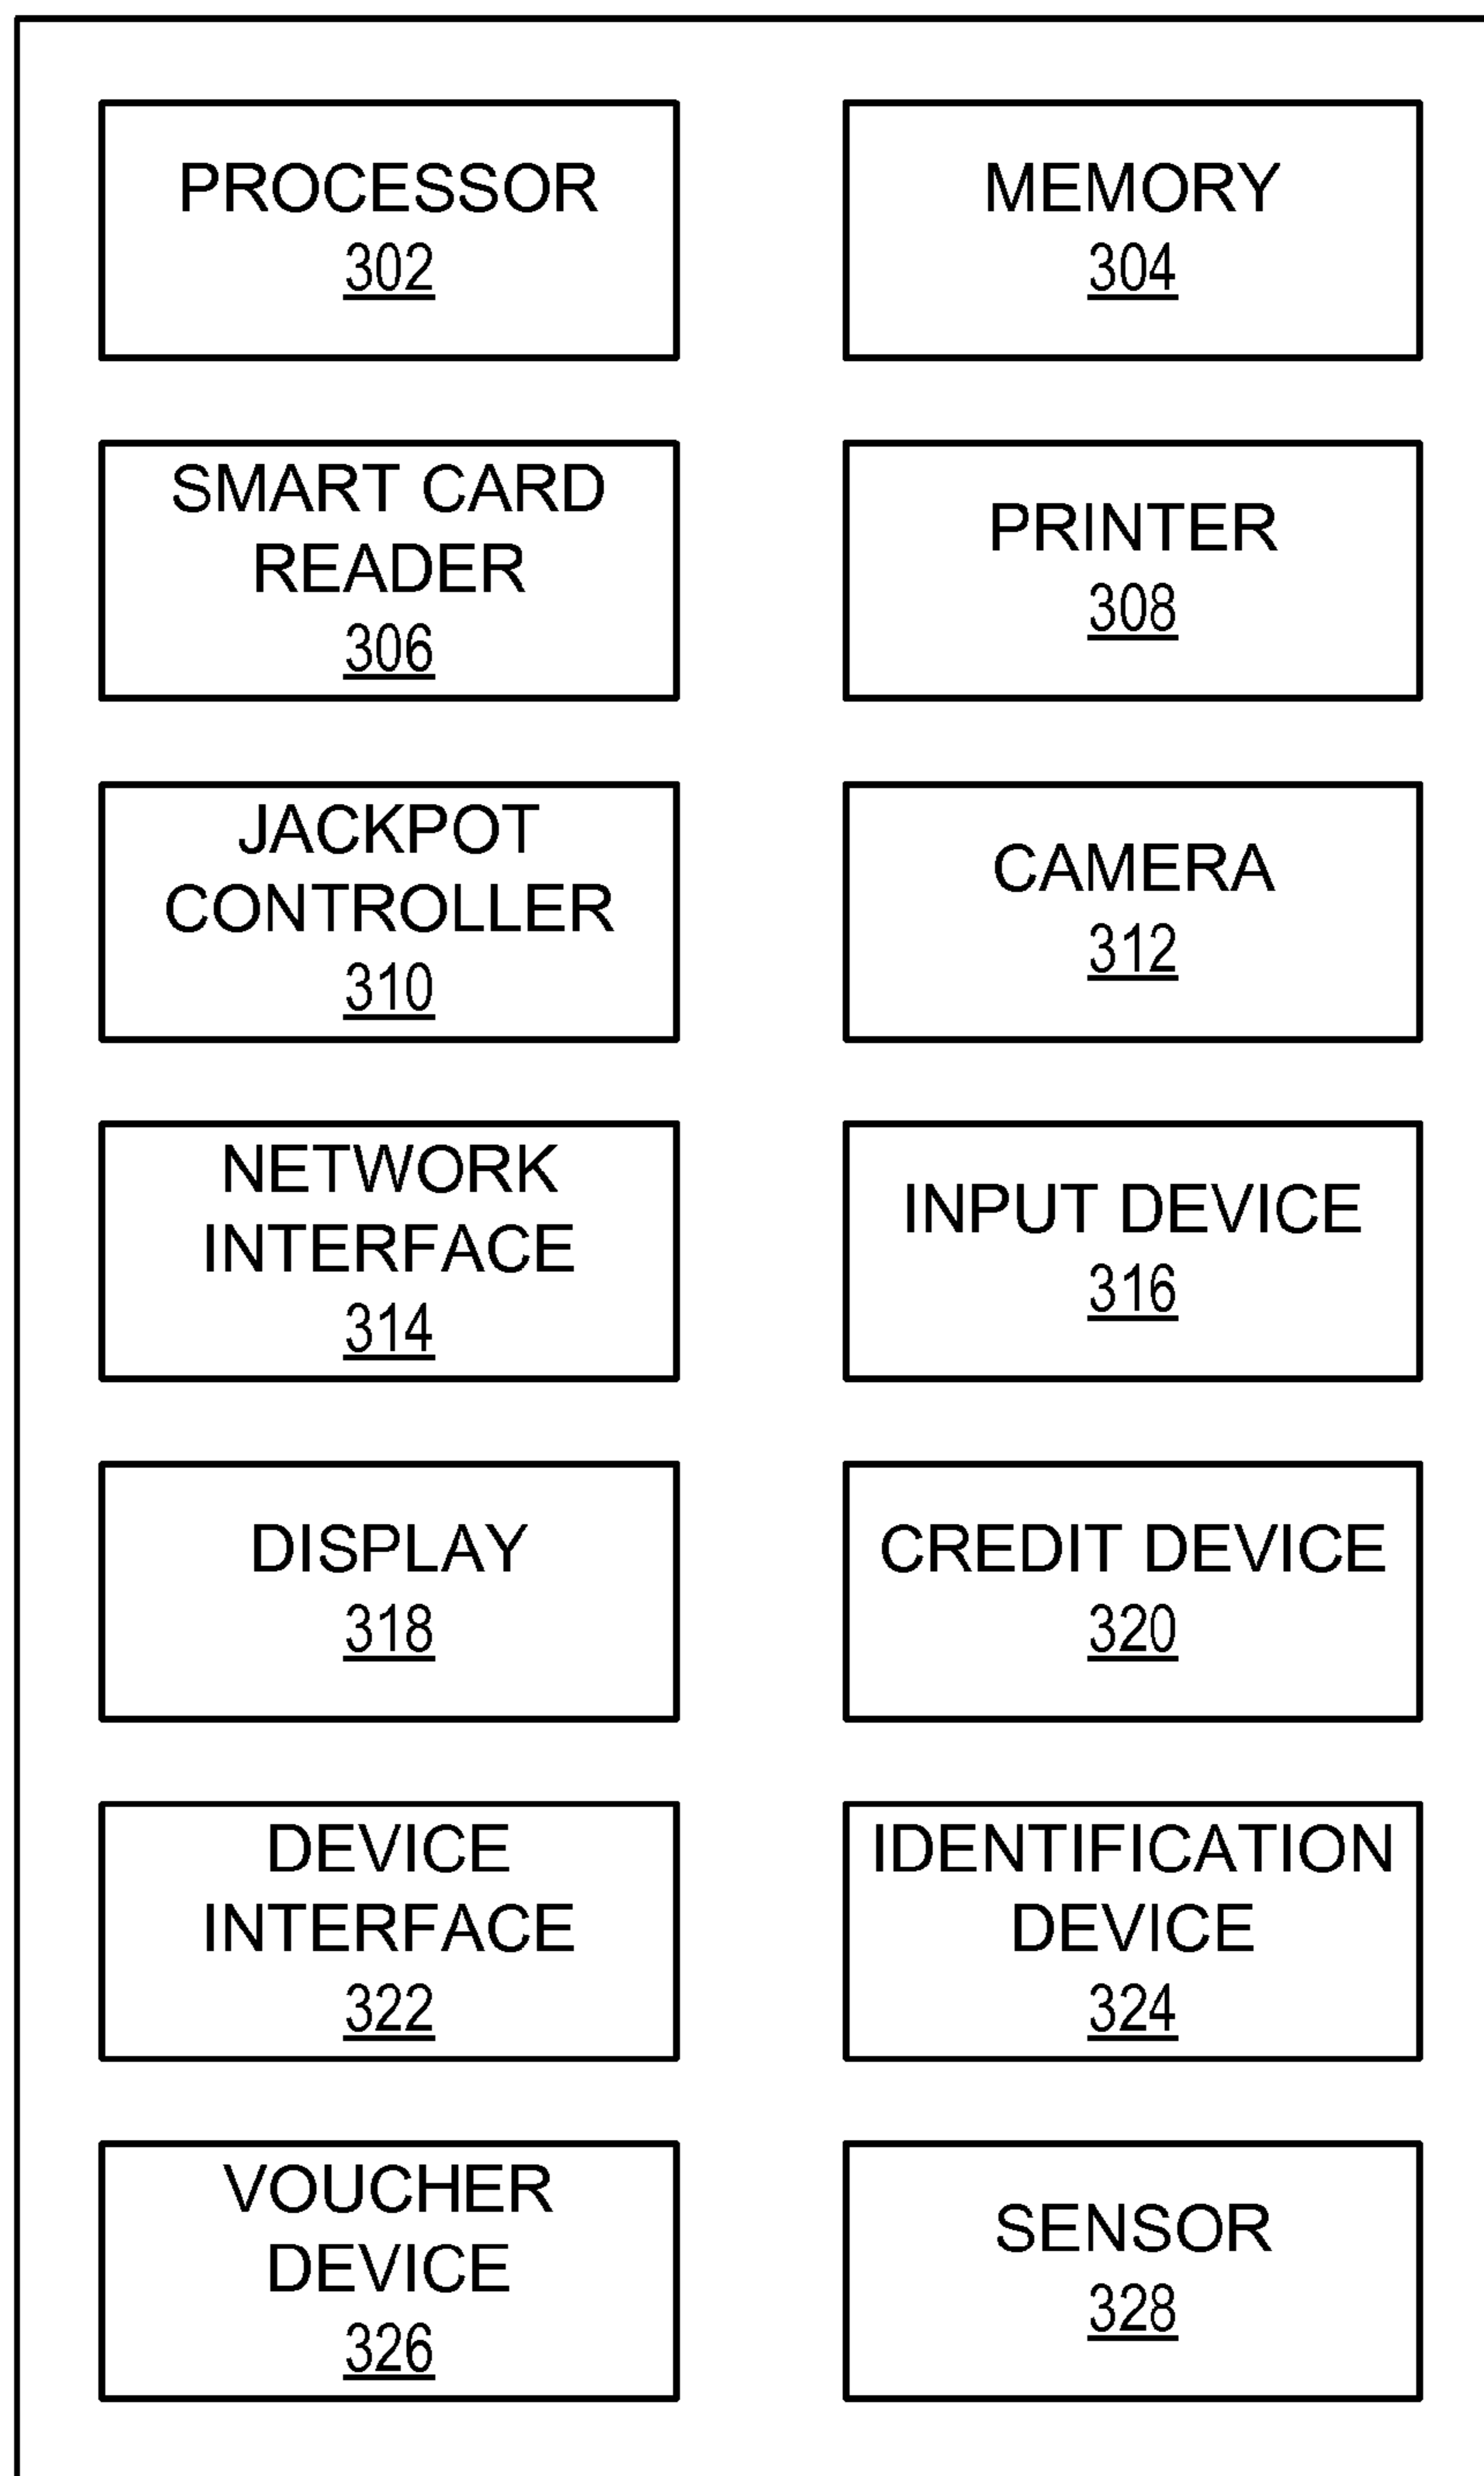 PROCESSOR
302
MEMORY
304
SMART CARD
READER
306
PRINTER
308
JACKPOT
CONTROLLER
310
CAMERA
312
NETWORK
INTERFACE
314
INPUT DEVICE
316
DISPLAY
318
CREDIT DEVICE
320
DEVICE
INTERFACE
322
IDENTIFICATION
DEVICE
324
VOUCHER
DEVICE
326
SENSOR
328